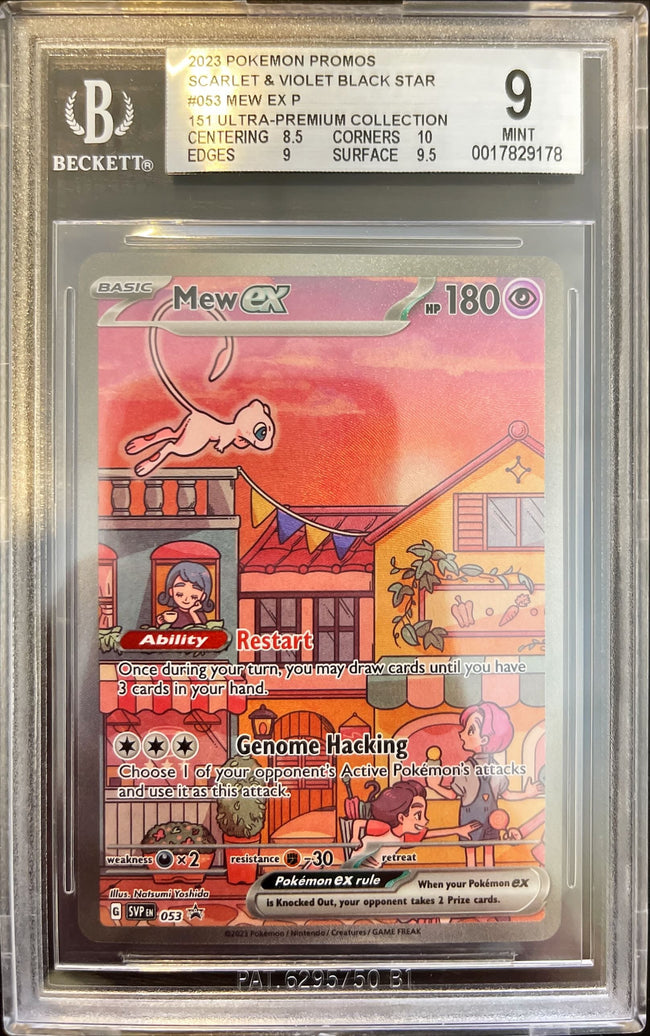 2023 POKEMON PROMOS
SCARLET & VIOLET BLACK STAR
#053 MEW EX P
151 ULTRA-PREMIUM COLLECTION
CENTERING 8.5 CORNERS 10
EDGES 9 SURFACE 9.5
9
MINT
0017829178
B
BECKETT®
BASIC
Mew ex
HP 180
Ability Restart
Once during your turn, you may draw cards until you have
3 cards in your hand.
Genome Hacking
Choose 1 of your opponent's Active Pokémon's attacks
and use it as this attack.
weakness ×2 resistance -30 retreat
Illus. Natsumi Yoshida
Pokémon ex rule
When your Pokémon ex
is Knocked Out, your opponent takes 2 Prize cards.
G SVP EN 053
©2023 Pokémon / Nintendo / Creatures / GAME FREAK
PAT. 6295750 B1